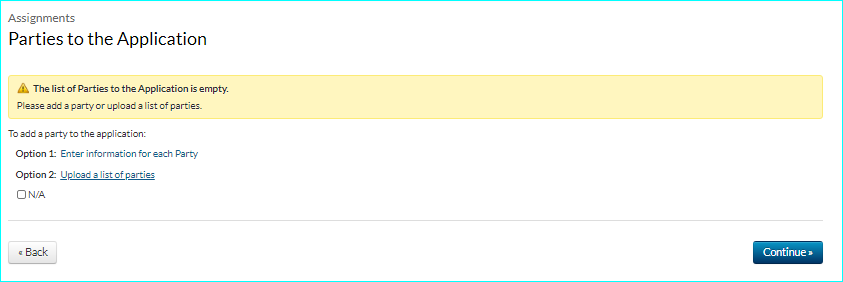 Assignments
Parties to the Application
The list of Parties to the Application is empty.
Please add a party or upload a list of parties.
To add a party to the application:
Option 1: Enter information for each Party
Option 2: Upload a list of parties
N/A
« Back
Continue »